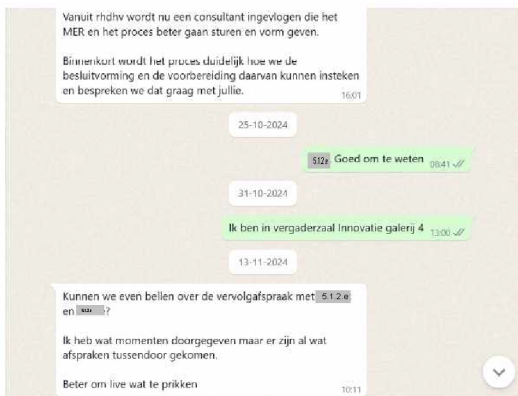 Vanuit rhdhv wordt nu een consultant ingevlogen die het
MER en het proces beter gaan sturen en vorm geven.
Binnenkort wordt het proces duidelijk hoe we de
besluitvorming en de voorbereiding daarvan kunnen insteken
en bespreken we dat graag met jullie.
16:01
25-10-2024
5.1.2e Goed om te weten 08:41
31-10-2024
Ik ben in vergaderzaal Innovatie galerij 4 13:00
13-11-2024
Kunnen we even bellen over de vervolgafspraak met 5.1.2.e
en ?
Ik heb wat momenten doorgegeven maar er zijn al wat
afspraken tussendoor gekomen.
Beter om live wat te prikken
10:11